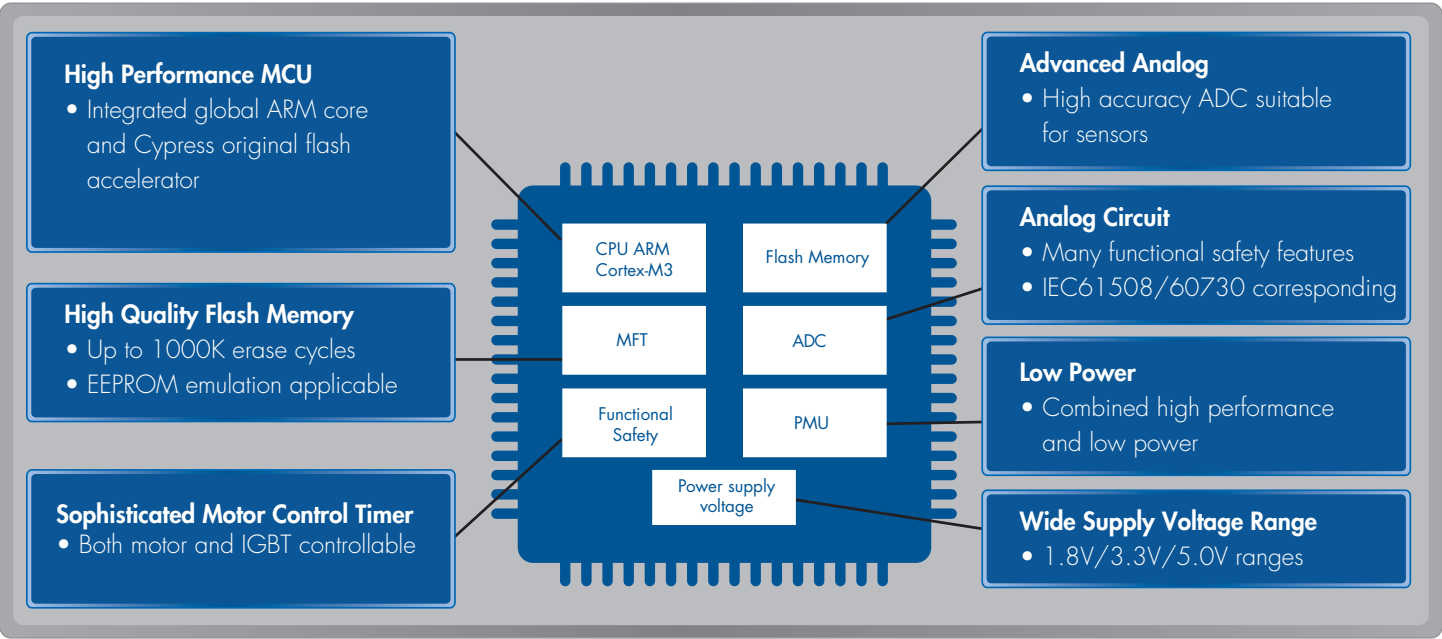 High Performance MCU
• Integrated global ARM core
and Cypress original flash
accelerator
High Quality Flash Memory
• Up to 1000K erase cycles
• EEPROM emulation applicable
Sophisticated Motor Control Timer
• Both motor and IGBT controllable
CPU ARM
Cortex-M3
Flash Memory
MFT
ADC
Functional
Safety
PMU
Power supply
voltage
Advanced Analog
• High accuracy ADC suitable
for sensors
Analog Circuit
• Many functional safety features
• IEC61508/60730 corresponding
Low Power
• Combined high performance
and low power
Wide Supply Voltage Range
• 1.8V/3.3V/5.0V ranges